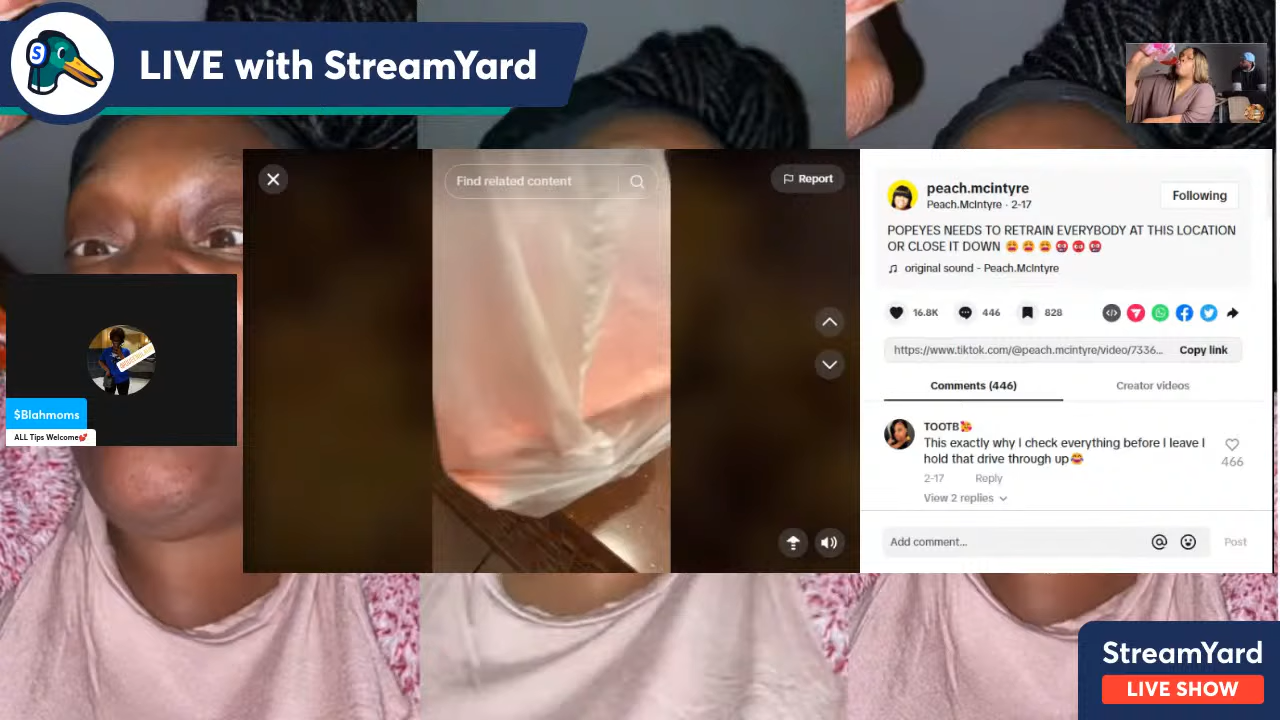 S
LIVE with StreamYard
Find related content
Report
peach.mcintyre
Peach.McIntyre · 2-17
Following
POPEYES NEEDS TO RETRAIN EVERYBODY AT THIS LOCATION
OR CLOSE IT DOWN 😩😩😩🤬🤬🤬
original sound - Peach.McIntyre
16.8K
446
828
https://www.tiktok.com/@peach.mcintyre/video/7336...
Copy link
Comments (446)
Creator videos
TOOTB🥰
This exactly why I check everything before I leave I
hold that drive through up😂
466
2-17
Reply
View 2 replies
Add comment...
Post
$Blahmoms
ALL Tips Welcome💕
StreamYard
LIVE SHOW